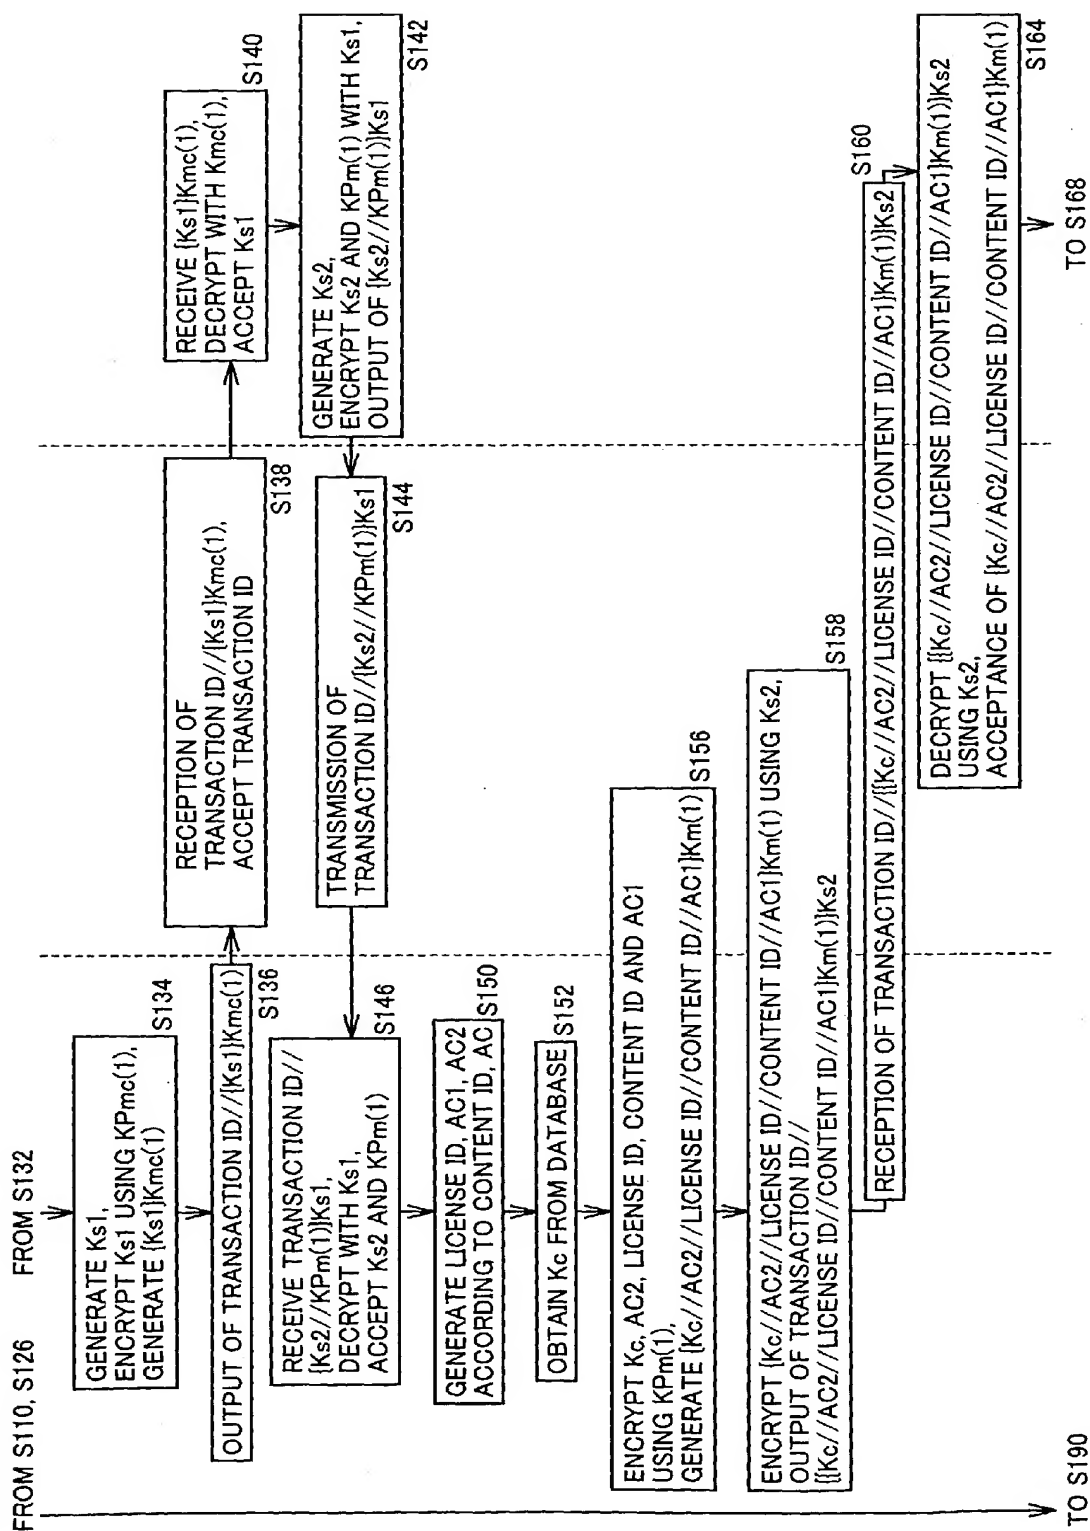 FROM S110, S126
FROM S132
GENERATE Ks1,
ENCRYPT Ks1 USING KPmc(1),
GENERATE {Ks1}Kmc(1)
S134
OUTPUT OF TRANSACTION ID//{Ks1}Kmc(1)
S136
RECEPTION OF
TRANSACTION ID//{Ks1}Kmc(1),
ACCEPT TRANSACTION ID
S138
RECEIVE {Ks1}Kmc(1),
DECRYPT WITH Kmc(1),
ACCEPT Ks1
S140
GENERATE Ks2,
ENCRYPT Ks2 AND KPm(1) WITH Ks1,
OUTPUT OF {Ks2//KPm(1)}Ks1
S142
TRANSMISSION OF
TRANSACTION ID//{Ks2//KPm(1)}Ks1
S144
RECEIVE TRANSACTION ID//
{Ks2//KPm(1)}Ks1,
DECRYPT WITH Ks1,
ACCEPT Ks2 AND KPm(1)
S146
GENERATE LICENSE ID, AC1, AC2
ACCORDING TO CONTENT ID, AC
S150
OBTAIN Kc FROM DATABASE
S152
ENCRYPT Kc, AC2, LICENSE ID, CONTENT ID AND AC1
USING KPm(1),
GENERATE {Kc//AC2//LICENSE ID//CONTENT ID//AC1}Km(1)
S156
ENCRYPT {Kc//AC2//LICENSE ID//CONTENT ID//AC1}Km(1) USING Ks2,
OUTPUT OF TRANSACTION ID//
{{Kc//AC2//LICENSE ID//CONTENT ID//AC1}Km(1)}Ks2
S158
RECEPTION OF TRANSACTION ID//{{Kc//AC2//LICENSE ID//CONTENT ID//AC1}Km(1)}Ks2
S160
DECRYPT {{Kc//AC2//LICENSE ID//CONTENT ID//AC1}Km(1)}Ks2
USING Ks2,
ACCEPTANCE OF {Kc//AC2//LICENSE ID//CONTENT ID//AC1}Km(1)
S164
TO S190
TO S168